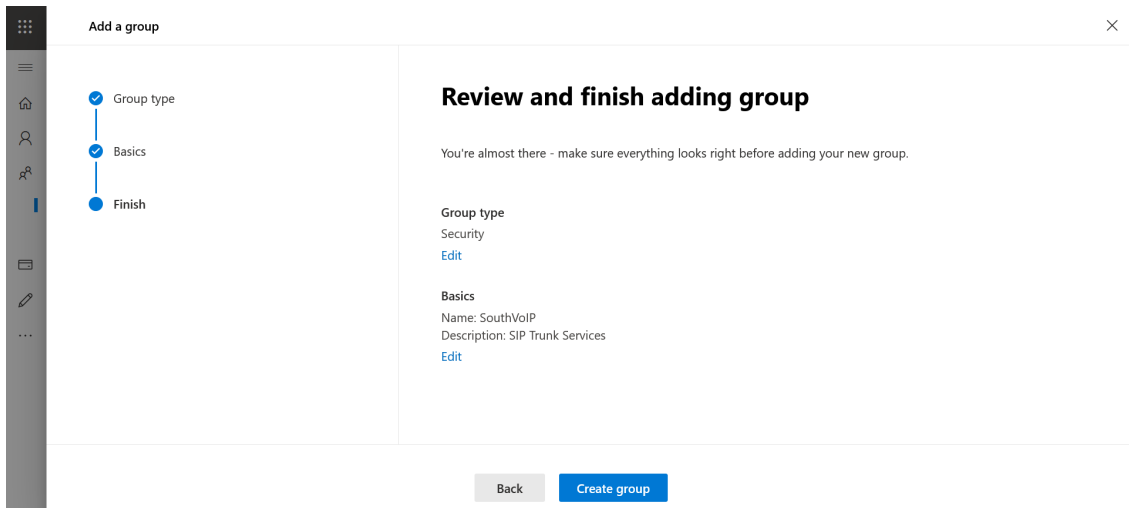 Add a group
Group type
Basics
Finish
Review and finish adding group
You're almost there - make sure everything looks right before adding your new group.
Group type
Security
Edit
Basics
Name: SouthVoIP
Description: SIP Trunk Services
Edit
Back
Create group